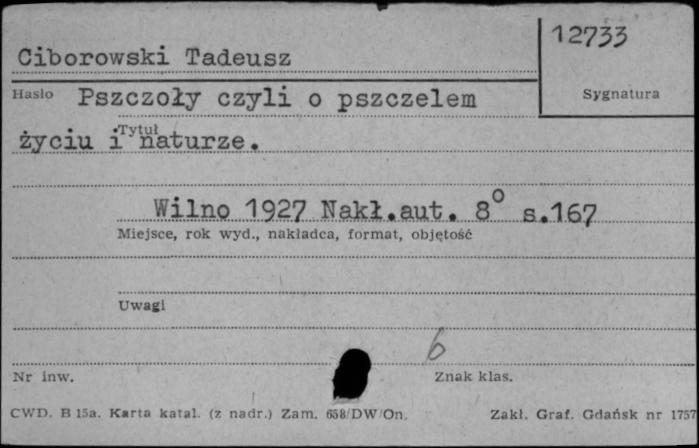 12733
Ciborowski Tadeusz
Sygnatura
Hasło Pszczoły czyli o pszczelem
Tytuł
życiu i naturze.
Wilno 1927 Nakł.aut. 8° s.167
Miejsce, rok wyd., nakładca, format, objętość
Uwagi
6
Nr inw. Znak klas.
CWD. B 15a. Karta katal. (z nadr.) Zam. 658/DW/On. Zakł. Graf. Gdańsk nr 1757